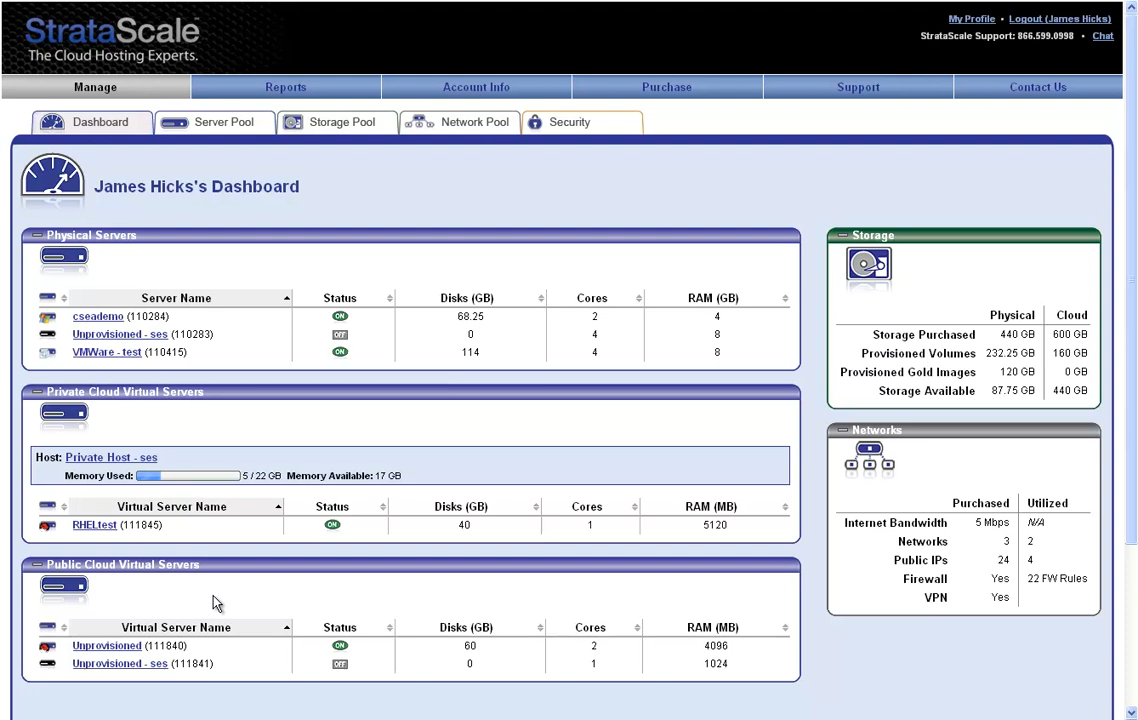 StrataScale
The Cloud Hosting Experts.
My Profile • Logout (James Hicks)
StrataScale Support: 866.599.0998 • Chat
Manage Reports Account Info Purchase Support Contact Us
Dashboard Server Pool Storage Pool Network Pool Security
James Hicks's Dashboard
Physical Servers
Server Name Status Disks (GB) Cores RAM (GB)
cseademo (110284) ON 68.25 2 4
Unprovisioned - ses (110283) OFF 0 4 8
VMWare - test (110415) ON 114 4 8
Private Cloud Virtual Servers
Host: Private Host - ses
Memory Used: 5 / 22 GB Memory Available: 17 GB
Virtual Server Name Status Disks (GB) Cores RAM (MB)
RHELtest (111845) ON 40 1 5120
Public Cloud Virtual Servers
Virtual Server Name Status Disks (GB) Cores RAM (MB)
Unprovisioned (111840) ON 60 2 4096
Unprovisioned - ses (111841) OFF 0 1 1024
Storage
Physical Cloud
Storage Purchased 440 GB 600 GB
Provisioned Volumes 232.25 GB 160 GB
Provisioned Gold Images 120 GB 0 GB
Storage Available 87.75 GB 440 GB
Networks
Purchased Utilized
Internet Bandwidth 5 Mbps N/A
Networks 3 2
Public IPs 24 4
Firewall Yes 22 FW Rules
VPN Yes